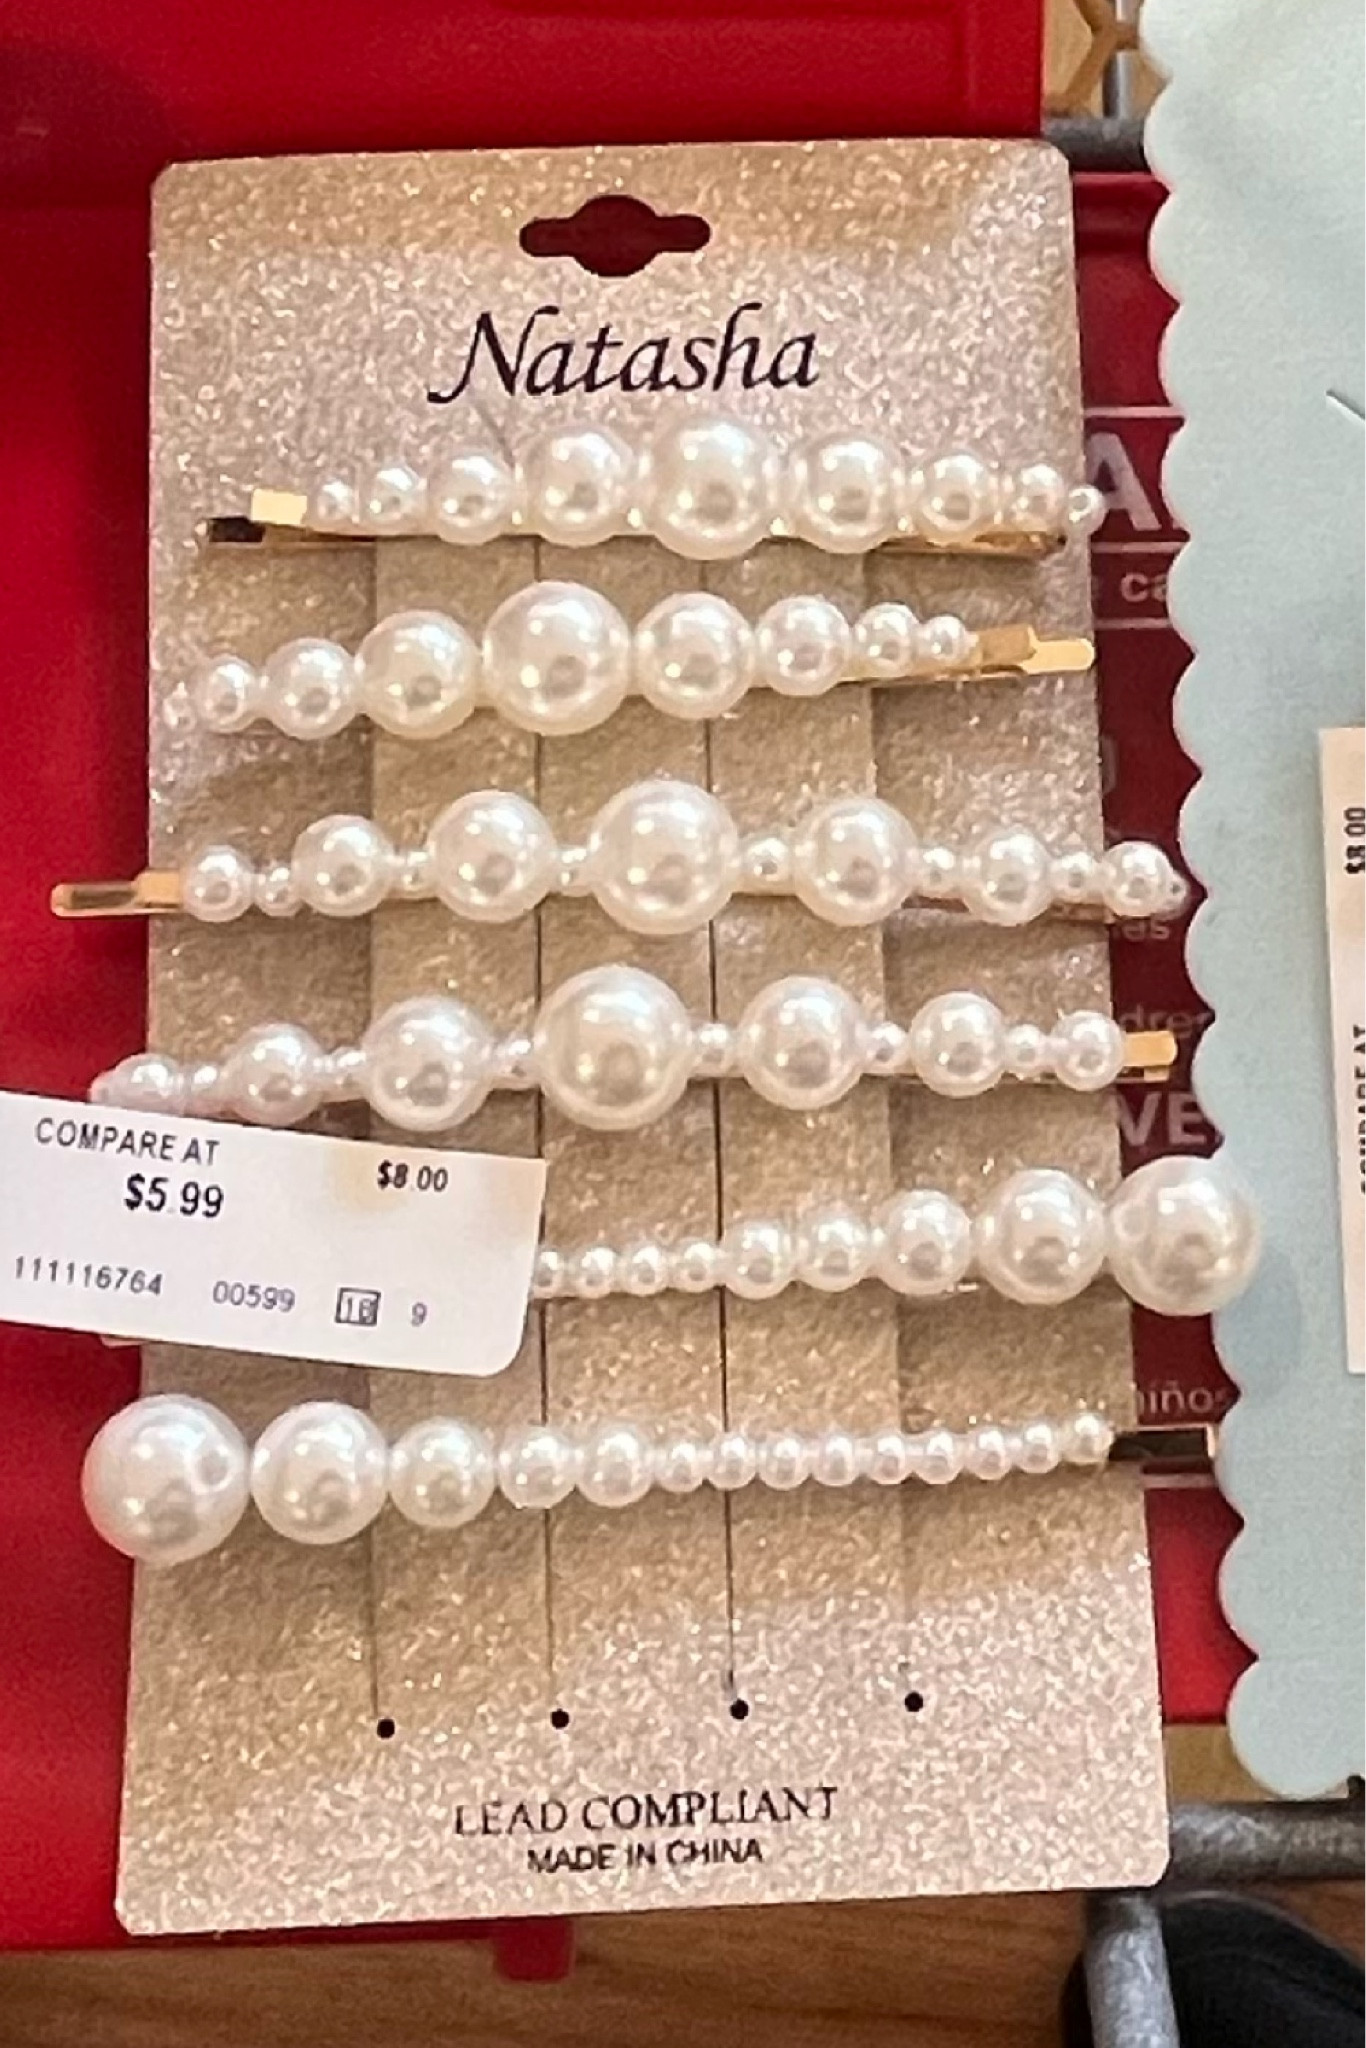 Natasha
COMPARE AT
$8.00
$5.99
111116764 00599 16 9
LEAD COMPLIANT
MADE IN CHINA
$8.00